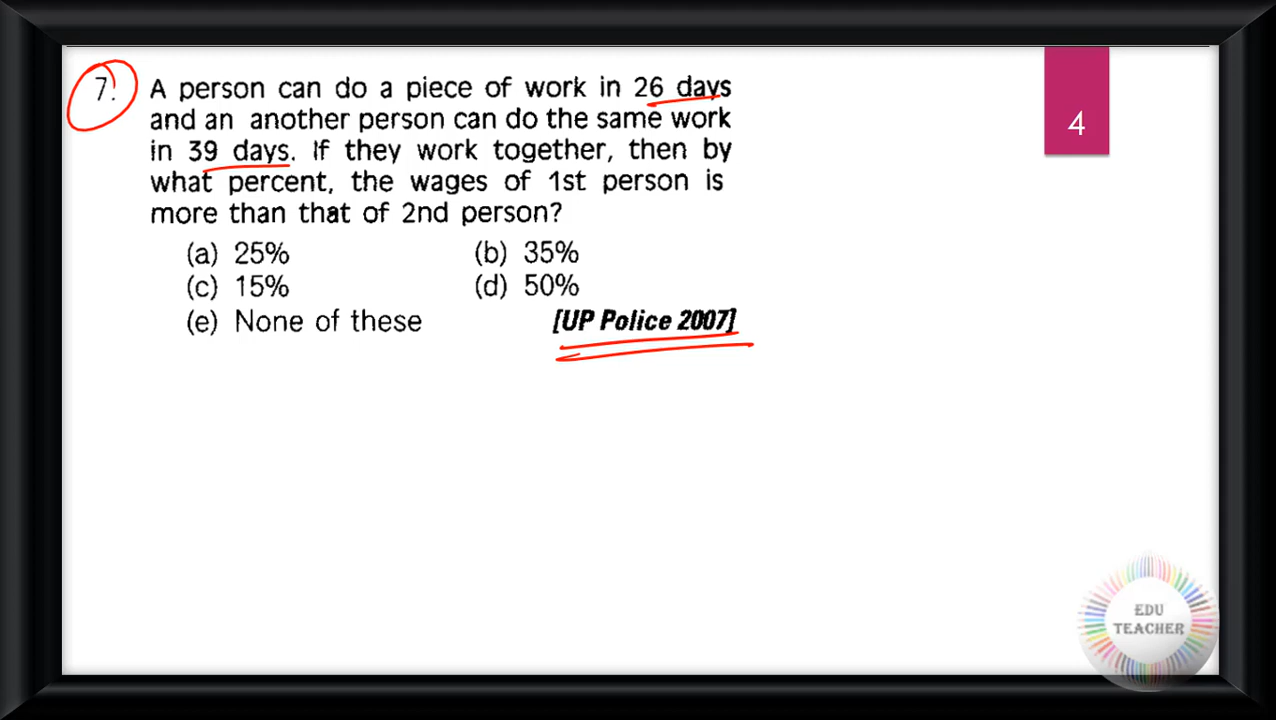 7. A person can do a piece of work in 26 days
and an another person can do the same work
in 39 days. If they work together, then by
what percent, the wages of 1st person is
more than that of 2nd person?
(a) 25% (b) 35%
(c) 15% (d) 50%
(e) None of these [UP Police 2007]
4
EDU
TEACHER